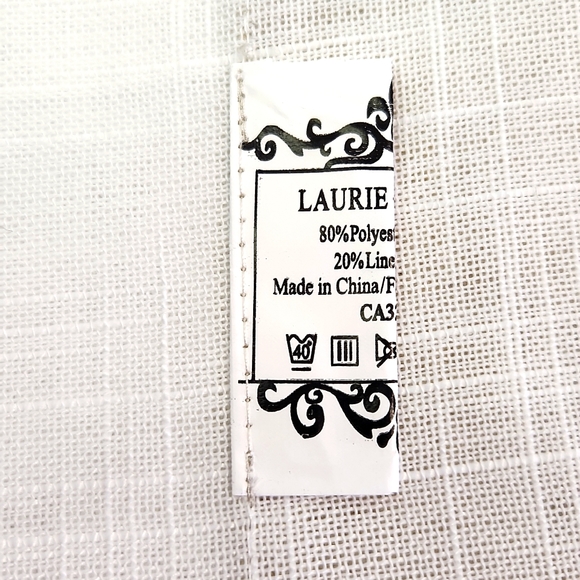 LAURIE
80%Polyes
20%Line
Made in China/F
CA3
40